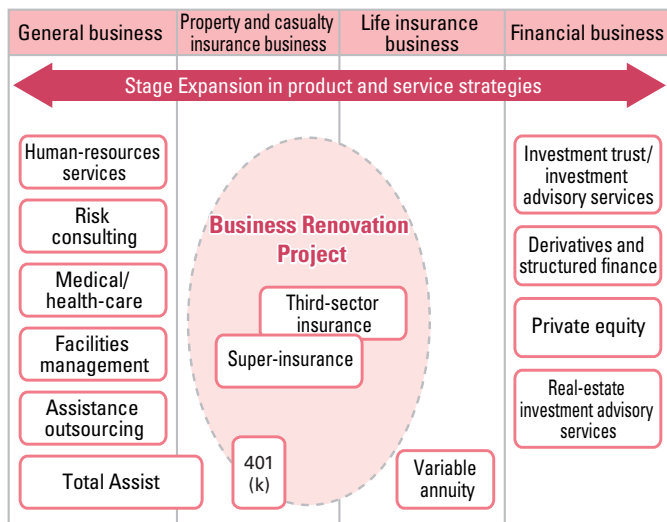 General business
Property and casualty
insurance business
Life insurance
business
Financial business
Stage Expansion in product and service strategies
Human-resources
services
Risk
consulting
Medical/
health-care
Facilities
management
Assistance
outsourcing
Total Assist
Business Renovation
Project
Third-sector
insurance
Super-insurance
401
(k)
Variable
annuity
Investment trust/
investment
advisory services
Derivatives and
structured finance
Private equity
Real-estate
investment advisory
services